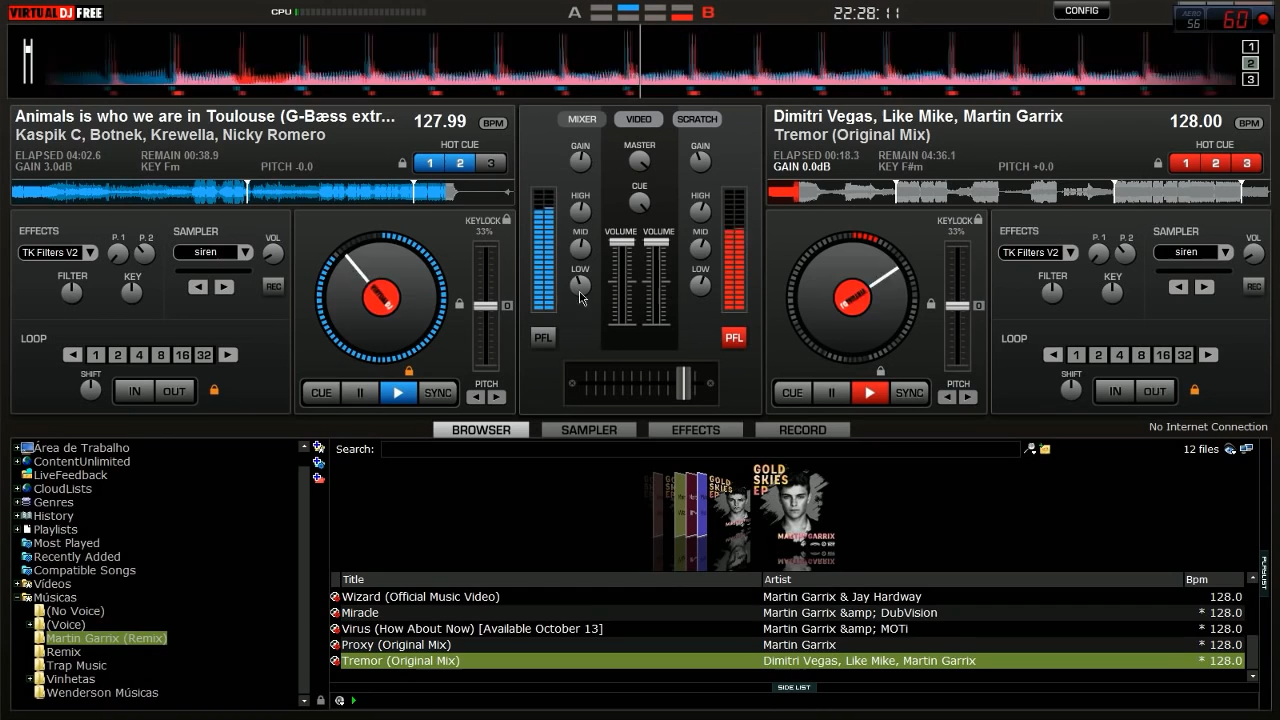 VIRTUAL DJ FREE
CPU
A
B
22:28:11
CONFIG
AERO
56
60
1
2
3
Animals is who we are in Toulouse (G-Bæss extr...
Kaspik C, Botnek, Krewella, Nicky Romero
127.99 BPM
ELAPSED 04:02.6 REMAIN 00:38.9
GAIN 3.0dB KEY Fm PITCH -0.0
HOT CUE
1 2 3
MIXER VIDEO SCRATCH
Dimitri Vegas, Like Mike, Martin Garrix
Tremor (Original Mix)
128.00 BPM
ELAPSED 00:18.3 REMAIN 04:36.1
GAIN 0.0dB KEY F#m PITCH +0.0
HOT CUE
1 2 3
EFFECTS
TK Filters V2
P. 1 P. 2
FILTER KEY
SAMPLER
siren
VOL
REC
LOOP
1 2 4 8 16 32
SHIFT
IN OUT
KEYLOCK
33%
0
CUE SYNC
PITCH
GAIN MASTER GAIN
HIGH CUE HIGH
MID VOLUME VOLUME MID
LOW LOW
PFL PFL
KEYLOCK
33%
0
CUE SYNC
PITCH
EFFECTS
TK Filters V2
P. 1 P. 2
FILTER KEY
SAMPLER
siren
VOL
REC
LOOP
1 2 4 8 16 32
SHIFT
IN OUT
BROWSER SAMPLER EFFECTS RECORD
No Internet Connection
Área de Trabalho
ContentUnlimited
LiveFeedback
CloudLists
Genres
History
Playlists
Most Played
Recently Added
Compatible Songs
Vídeos
Músicas
(No Voice)
(Voice)
Martin Garrix (Remix)
Remix
Trap Music
Vinhetas
Wenderson Músicas
Search:
12 files
GOLD
SKIES
EP
MARTIN GARRIX
Title Artist Bpm
Wizard (Official Music Video) Martin Garrix & Jay Hardway * 128.0
Miracle Martin Garrix &amp; DubVision * 128.0
Virus (How About Now) [Available October 13] Martin Garrix &amp; MOTi * 128.0
Proxy (Original Mix) Martin Garrix * 128.0
Tremor (Original Mix) Dimitri Vegas, Like Mike, Martin Garrix * 128.0
SIDE LIST
PLAYLIST